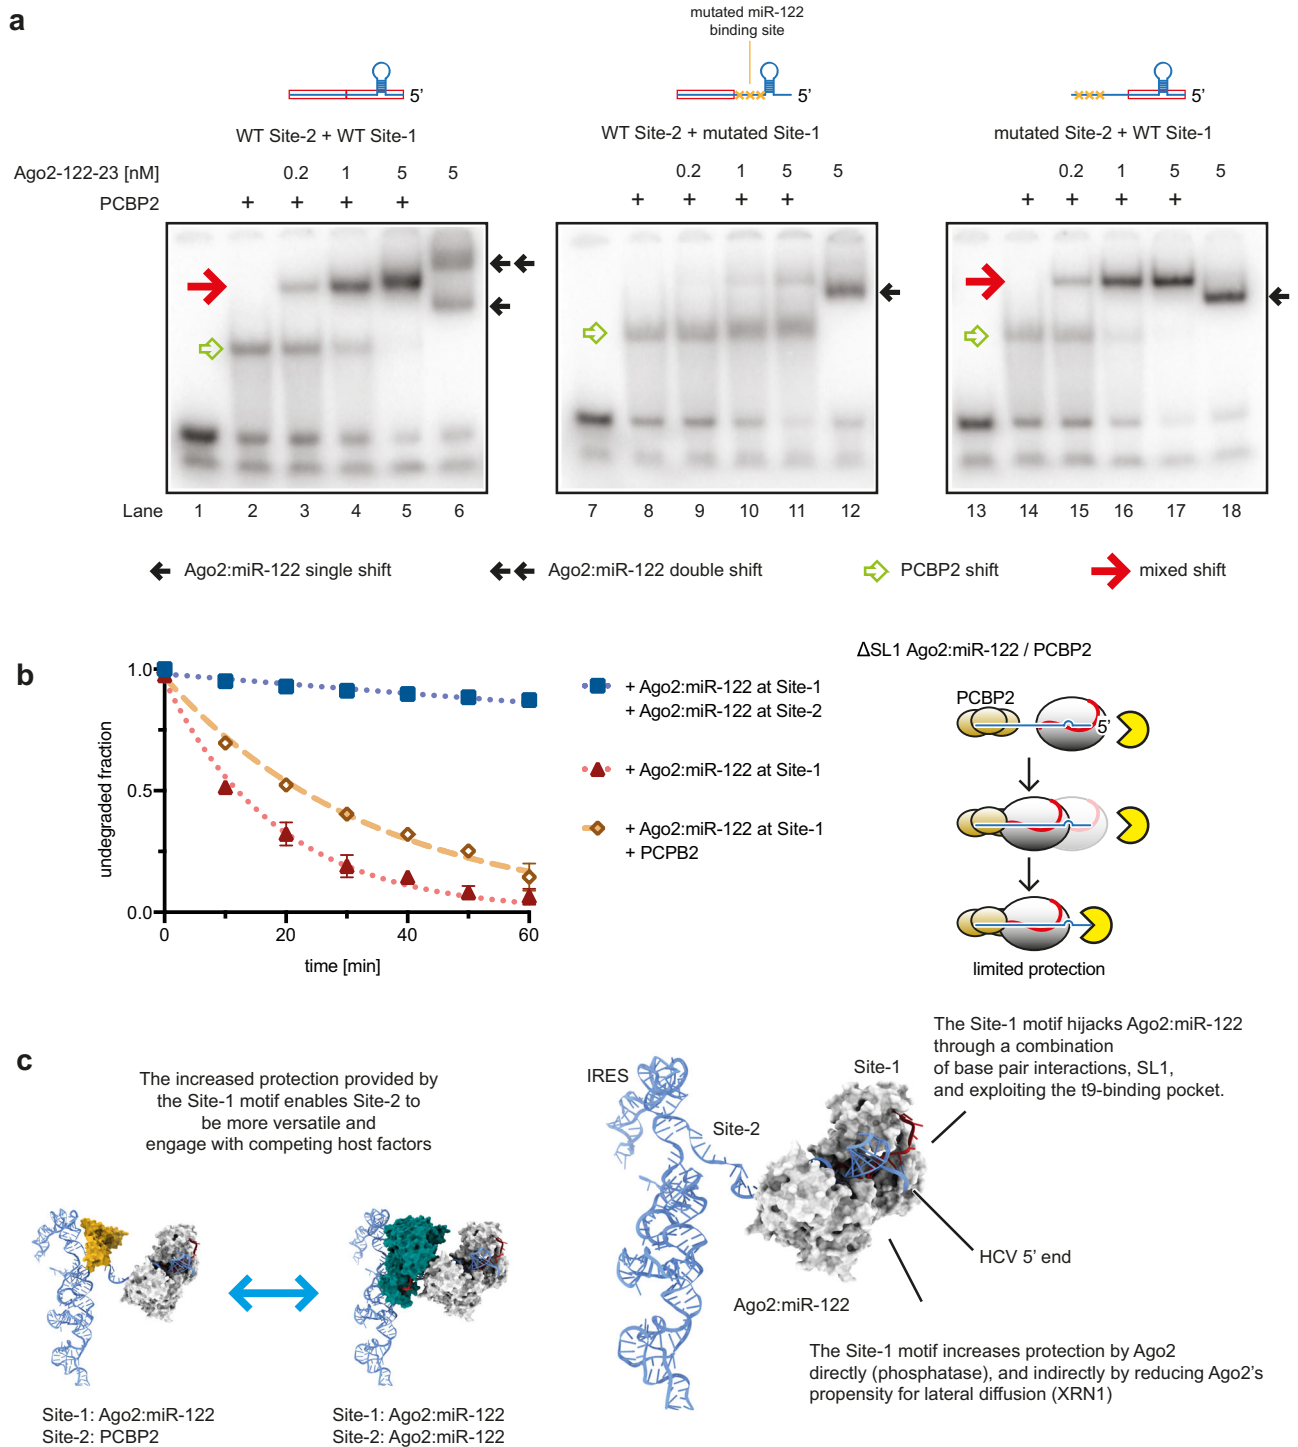 a
mutated miR-122
binding site
5’
5’
5’
WT Site-2 + WT Site-1
WT Site-2 + mutated Site-1
mutated Site-2 + WT Site-1
Ago2-122-23 [nM]
0.2 1 5 5
0.2 1 5 5
0.2 1 5 5
PCBP2
+ + + +
+ + + +
+ + + +
Lane 1 2 3 4 5 6
7 8 9 10 11 12
13 14 15 16 17 18
Ago2:miR-122 single shift
Ago2:miR-122 double shift
PCBP2 shift
mixed shift
b
undegraded fraction
1.0
0.5
0.0
0 20 40 60
time [min]
+ Ago2:miR-122 at Site-1
+ Ago2:miR-122 at Site-2
+ Ago2:miR-122 at Site-1
+ Ago2:miR-122 at Site-1
+ PCPB2
ΔSL1 Ago2:miR-122 / PCBP2
PCBP2
5’
limited protection
c
The increased protection provided by
the Site-1 motif enables Site-2 to
be more versatile and
engage with competing host factors
Site-1: Ago2:miR-122
Site-2: PCBP2
Site-1: Ago2:miR-122
Site-2: Ago2:miR-122
IRES
Site-2
Site-1
Ago2:miR-122
HCV 5’ end
The Site-1 motif hijacks Ago2:miR-122
through a combination
of base pair interactions, SL1,
and exploiting the t9-binding pocket.
The Site-1 motif increases protection by Ago2
directly (phosphatase), and indirectly by reducing Ago2’s
propensity for lateral diffusion (XRN1)